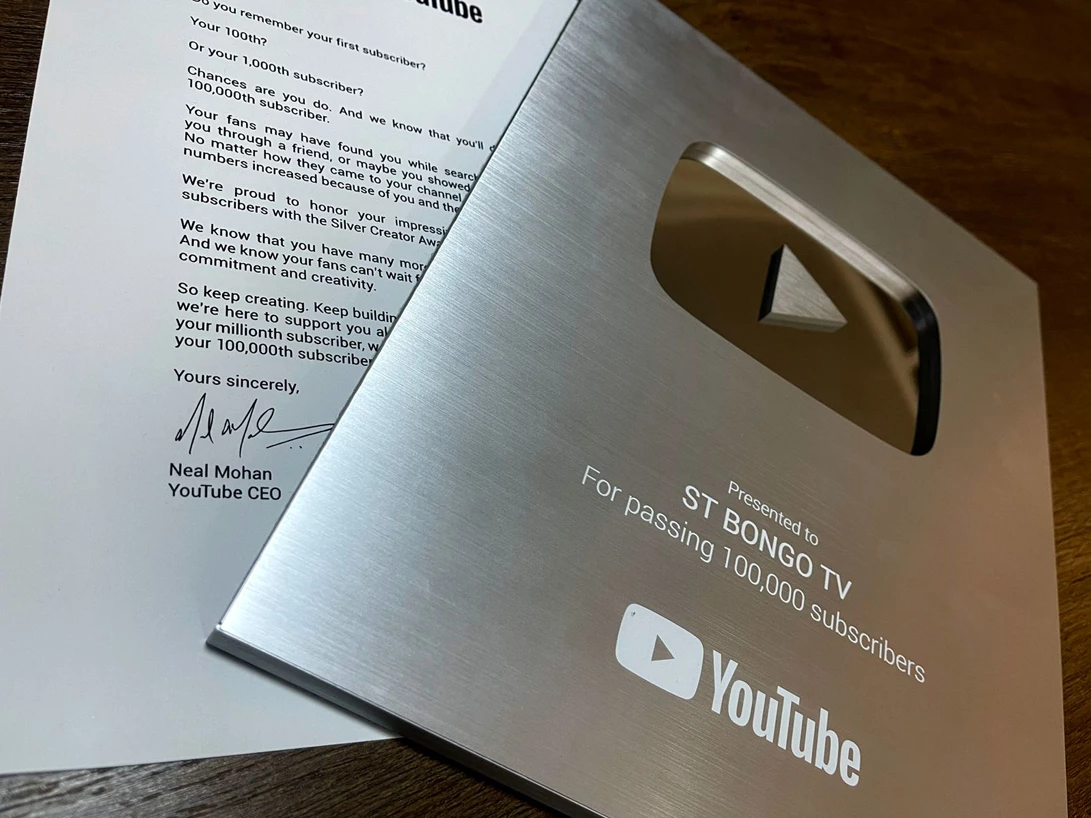 YouTube
Do you remember your first subscriber?
Your 100th?
Or your 1,000th subscriber?
Chances are you do. And we know that you'll
100,000th subscriber.
Your fans may have found you while
you through a friend, or maybe you showed
No matter how they came to your channel
numbers increased because of you and
We're proud to honor your
subscribers with the Silver Creator
We know that you have many
And we know your fans can't wait
commitment and creativity.
So keep creating. Keep
we're here to support you
your millionth subscriber,
your 100,000th
Yours sincerely,
Neal Mohan
YouTube CEO
Presented to
ST BONGO TV
For passing 100,000 subscribers
YouTube